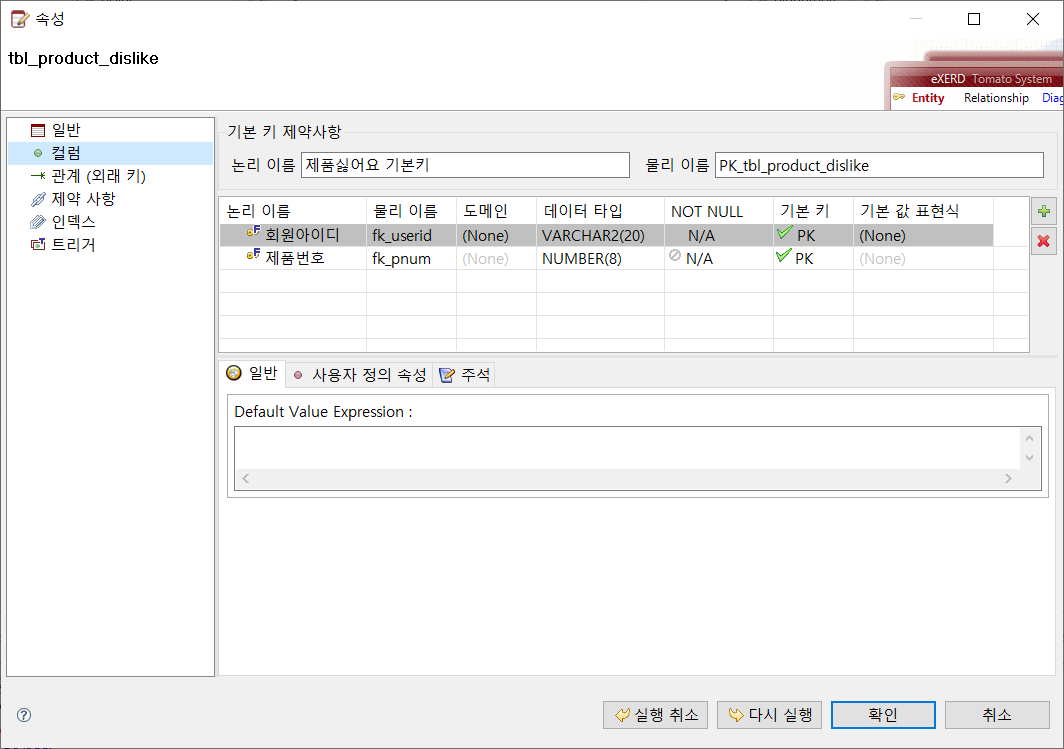 속성
tbl_product_dislike
eXERD Tomato System
Entity Relationship
일반
컬럼
관계 (외래 키)
제약 사항
인덱스
트리거
기본 키 제약사항
논리 이름 제품싫어요 기본키 물리 이름 PK_tbl_product_dislike
논리 이름 물리 이름 도메인 데이터 타입 NOT NULL 기본 키 기본 값 표현식
회원아이디 fk_userid (None) VARCHAR2(20) N/A PK (None)
제품번호 fk_pnum (None) NUMBER(8) N/A PK (None)
일반 사용자 정의 속성 주석
Default Value Expression :
실행 취소 다시 실행 확인 취소